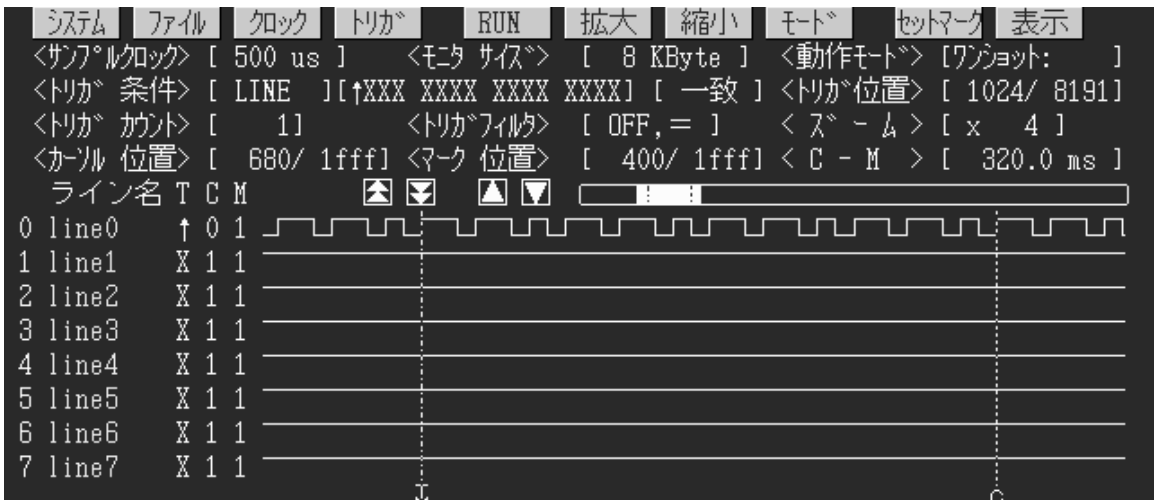 システム ファイル クロック トリガ RUN 拡大 縮小 モード セットマーク 表示
<サンプルクロック> [ 500 us ] <モニタ サイズ> [ 8 KByte ] <動作モード> [ワンショット: ]
<トリガ 条件> [ LINE ][↑XXX XXXX XXXX XXXX] [ 一致 ] <トリガ位置> [ 1024/ 8191]
<トリガ カウント> [ 1] <トリガフィルタ> [ OFF,= ] < ズ ー ム > [ x 4 ]
<カーソル 位置> [ 680/ 1fff] <マーク 位置> [ 400/ 1fff] < C - M > [ 320.0 ms ]
ライン名 T C M
0 line0 ↑ 0 1
1 line1 X 1 1
2 line2 X 1 1
3 line3 X 1 1
4 line4 X 1 1
5 line5 X 1 1
6 line6 X 1 1
7 line7 X 1 1